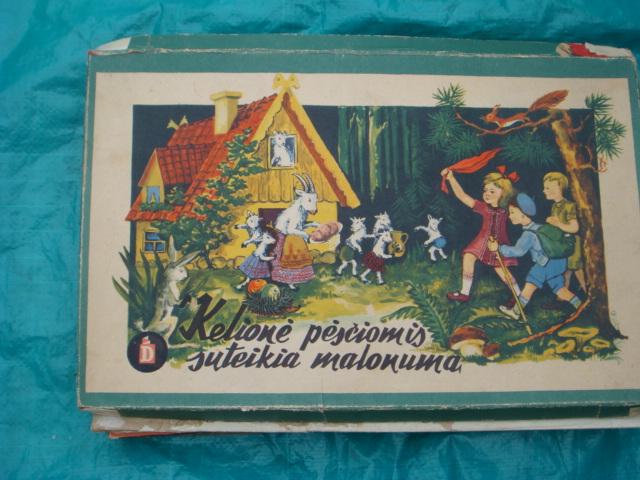 Kelionė pėsčiomis
suteikia malonumą
D